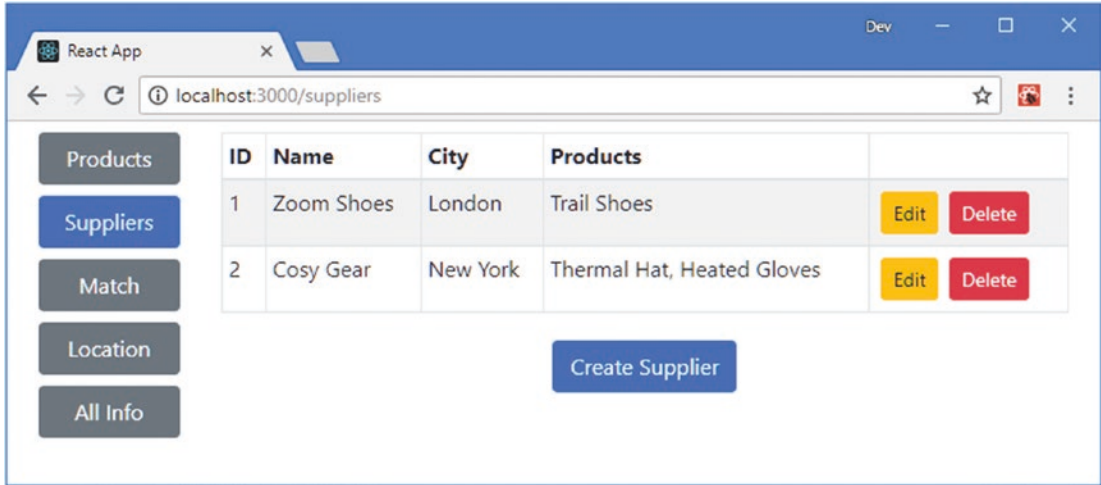 Dev
React App
localhost:3000/suppliers
Products
Suppliers
Match
Location
All Info
ID Name City Products
1 Zoom Shoes London Trail Shoes Edit Delete
2 Cosy Gear New York Thermal Hat, Heated Gloves Edit Delete
Create Supplier